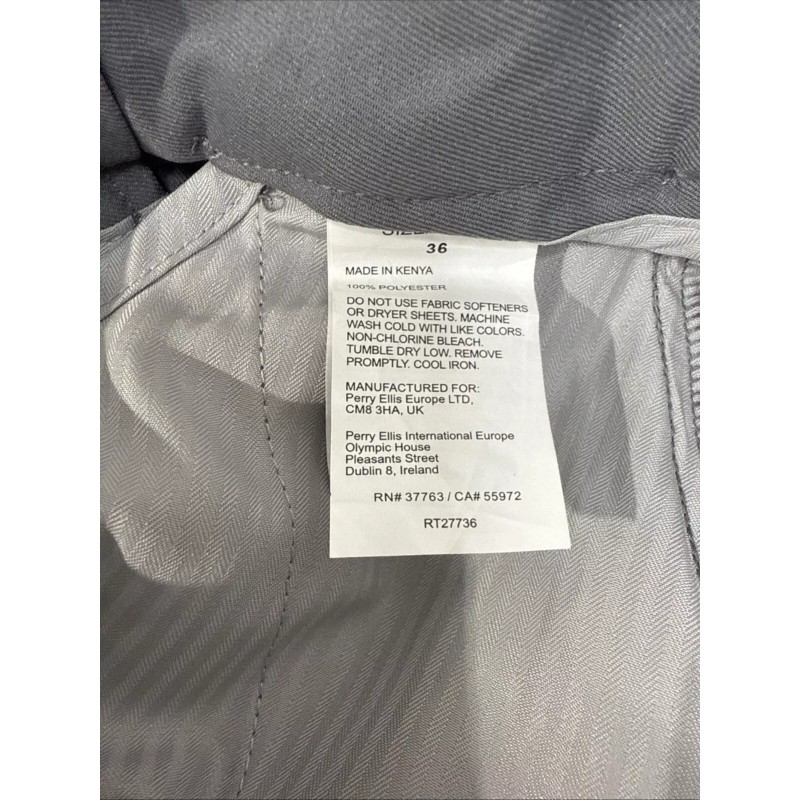 SIZE
36
MADE IN KENYA
100% POLYESTER
DO NOT USE FABRIC SOFTENERS
OR DRYER SHEETS. MACHINE
WASH COLD WITH LIKE COLORS.
NON-CHLORINE BLEACH.
TUMBLE DRY LOW. REMOVE
PROMPTLY. COOL IRON.
MANUFACTURED FOR:
Perry Ellis Europe LTD,
CM8 3HA, UK
Perry Ellis International Europe
Olympic House
Pleasants Street
Dublin 8, Ireland
RN# 37763 / CA# 55972
RT27736